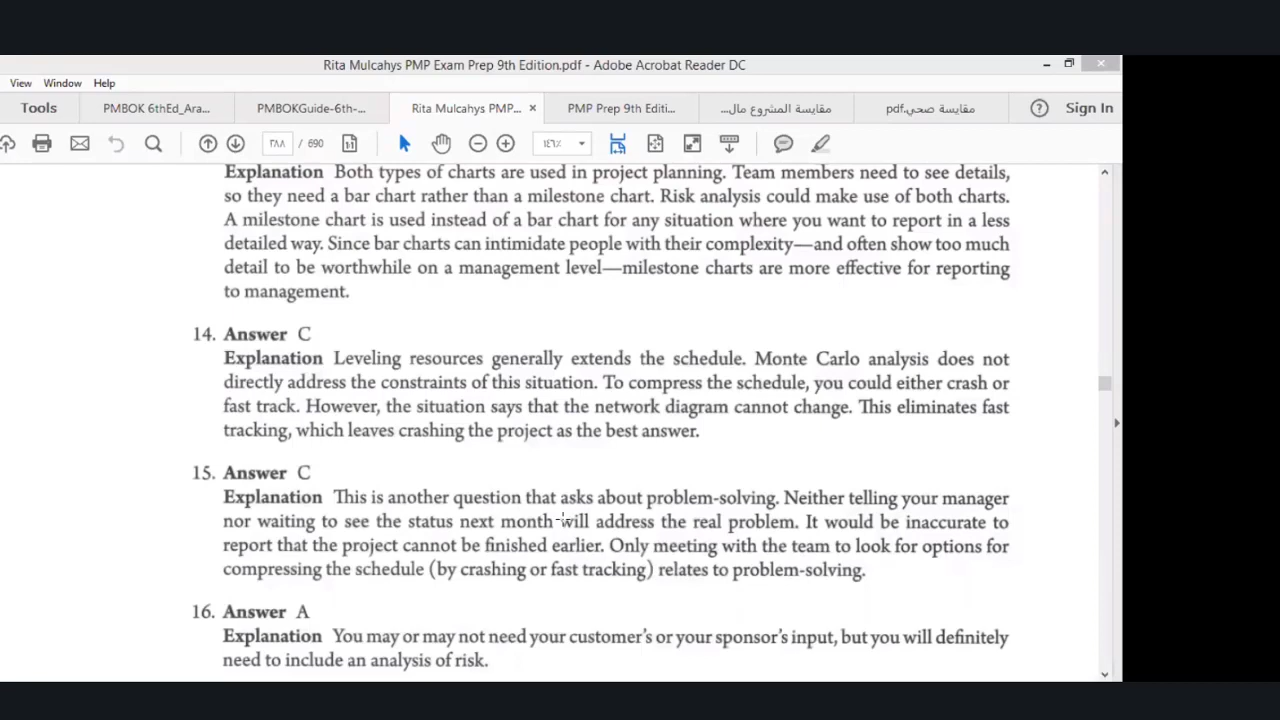 Rita Mulcahys PMP Exam Prep 9th Edition.pdf - Adobe Acrobat Reader DC
View Window Help
Tools PMBOK 6thEd_Ara... PMBOKGuide-6th-... Rita Mulcahys PMP... × PMP Prep 9th Editi... مقايسة المشروع مال... مقايسة صحي.pdf Sign In
٣٨٨ / 690 ١٤٦٪
Explanation Both types of charts are used in project planning. Team members need to see details,
so they need a bar chart rather than a milestone chart. Risk analysis could make use of both charts.
A milestone chart is used instead of a bar chart for any situation where you want to report in a less
detailed way. Since bar charts can intimidate people with their complexity—and often show too much
detail to be worthwhile on a management level—milestone charts are more effective for reporting
to management.
14. Answer C
Explanation Leveling resources generally extends the schedule. Monte Carlo analysis does not
directly address the constraints of this situation. To compress the schedule, you could either crash or
fast track. However, the situation says that the network diagram cannot change. This eliminates fast
tracking, which leaves crashing the project as the best answer.
15. Answer C
Explanation This is another question that asks about problem-solving. Neither telling your manager
nor waiting to see the status next month will address the real problem. It would be inaccurate to
report that the project cannot be finished earlier. Only meeting with the team to look for options for
compressing the schedule (by crashing or fast tracking) relates to problem-solving.
16. Answer A
Explanation You may or may not need your customer's or your sponsor's input, but you will definitely
need to include an analysis of risk.